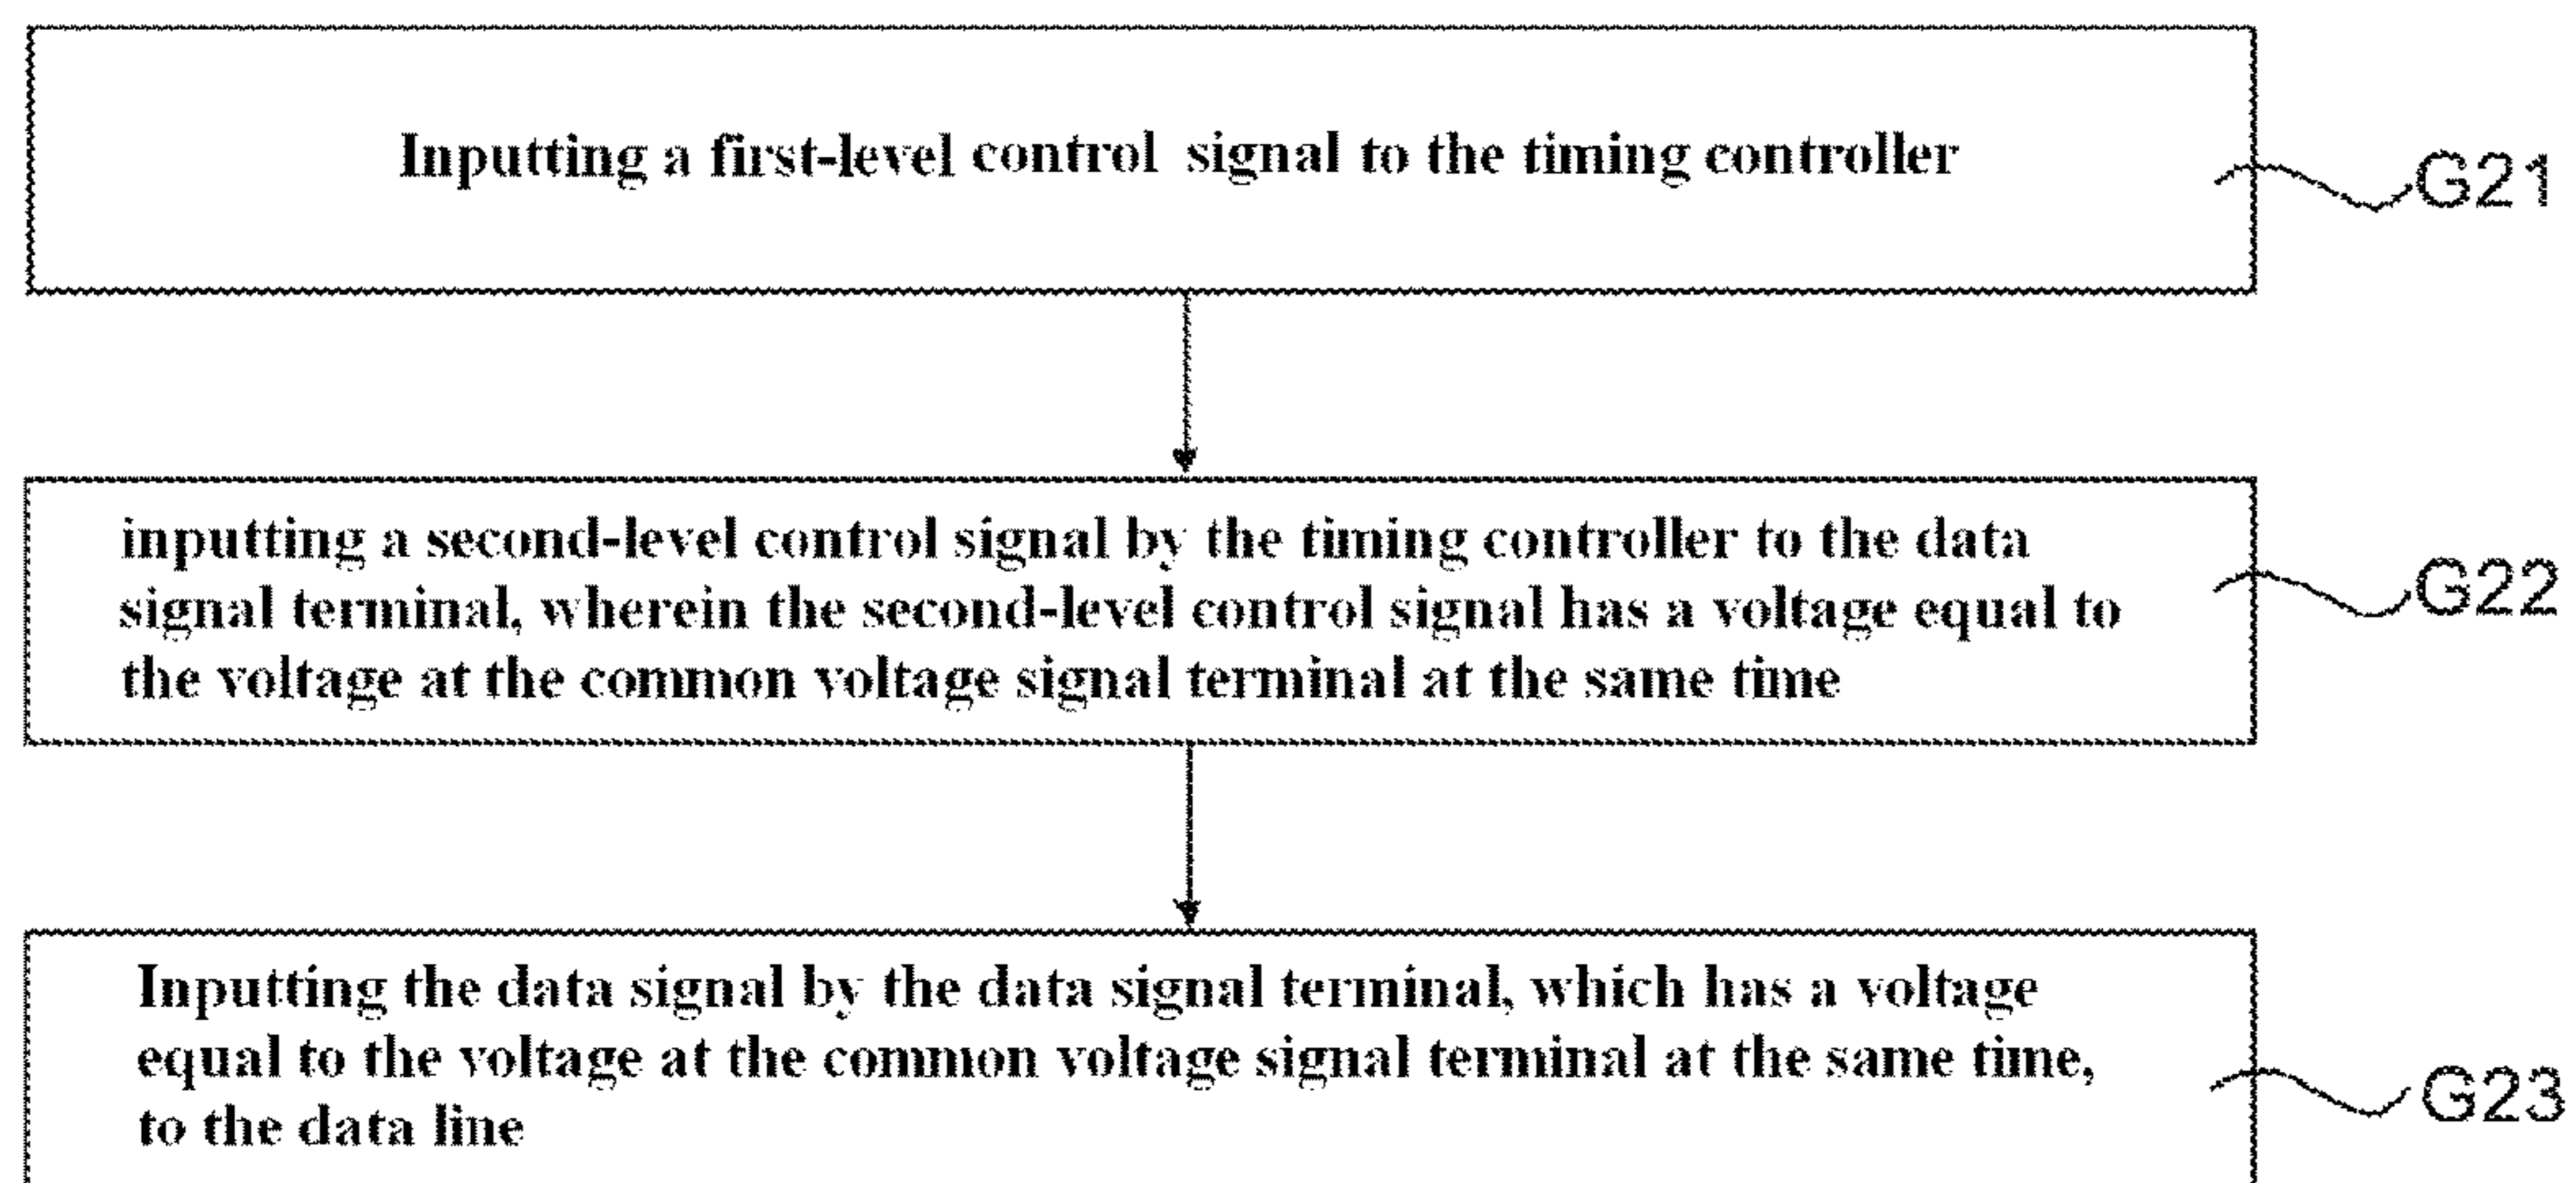 Inputting a first-level control signal to the timing controller
G21
inputting a second-level control signal by the timing controller to the data
signal terminal, wherein the second-level control signal has a voltage equal to
the voltage at the common voltage signal terminal at the same time
G22
Inputting the data signal by the data signal terminal, which has a voltage
equal to the voltage at the common voltage signal terminal at the same time,
to the data line
G23